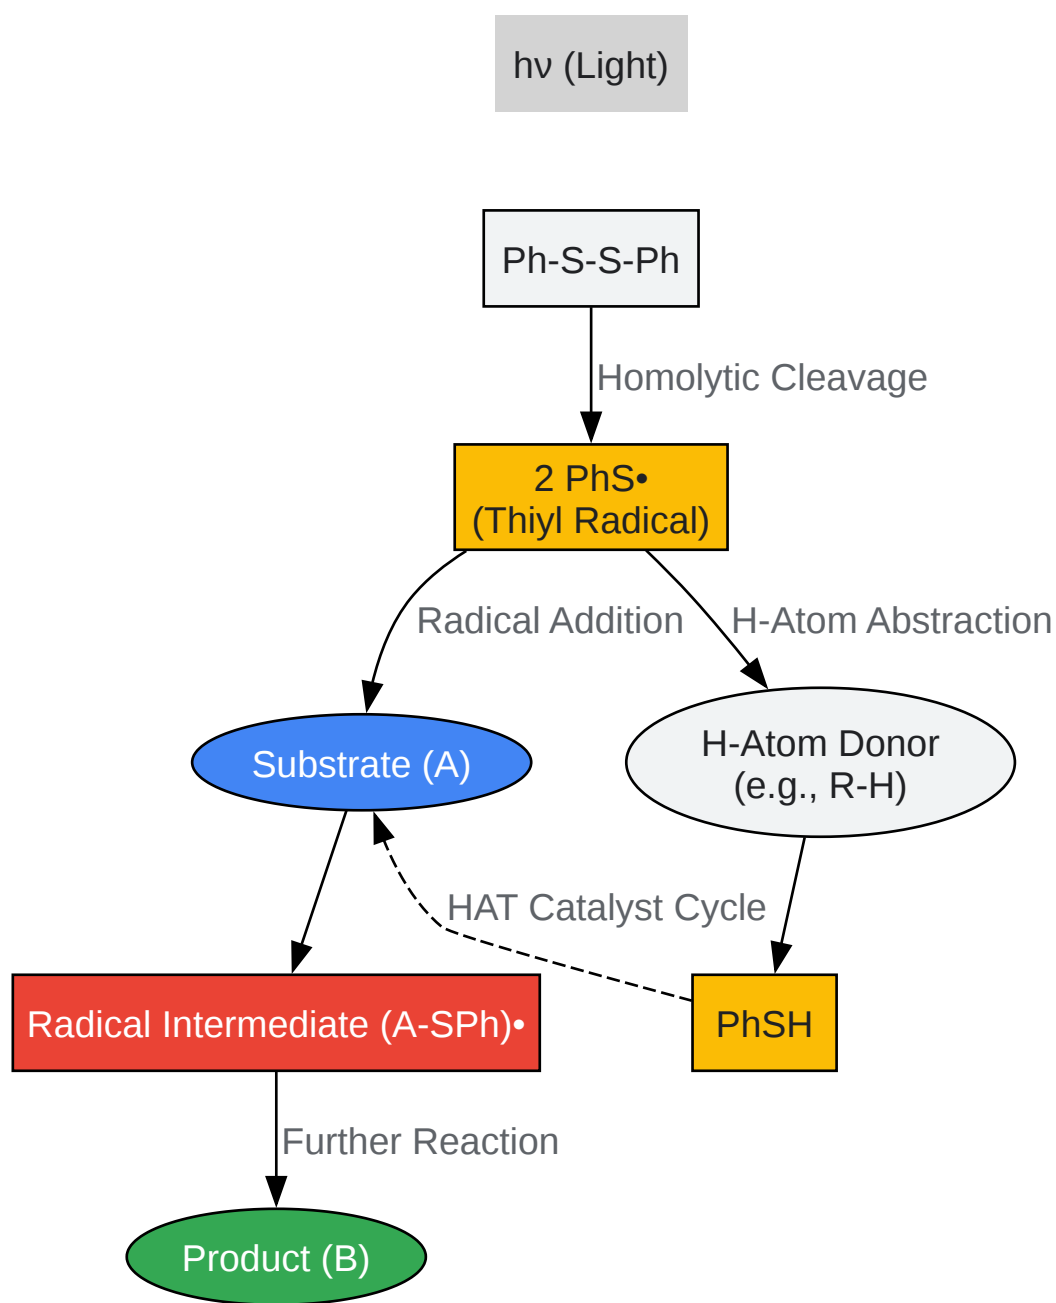 hν (Light)
Ph-S-S-Ph
Homolytic Cleavage
2 PhS•
(Thiyl Radical)
Radical Addition
H-Atom Abstraction
Substrate (A)
H-Atom Donor
(e.g., R-H)
HAT Catalyst Cycle
Radical Intermediate (A-SPh)•
PhSH
Further Reaction
Product (B)